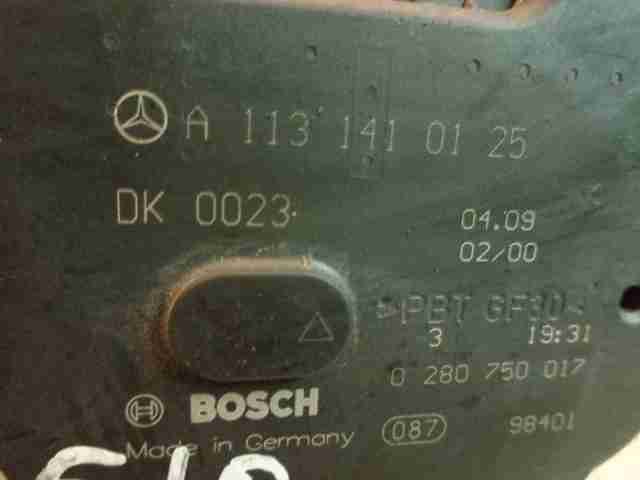 A 113 141 01 25
DK 0023
04.09
02/00
>PBT GF30<
3 19:31
0 280 750 017
BOSCH
087 98401
Made in Germany